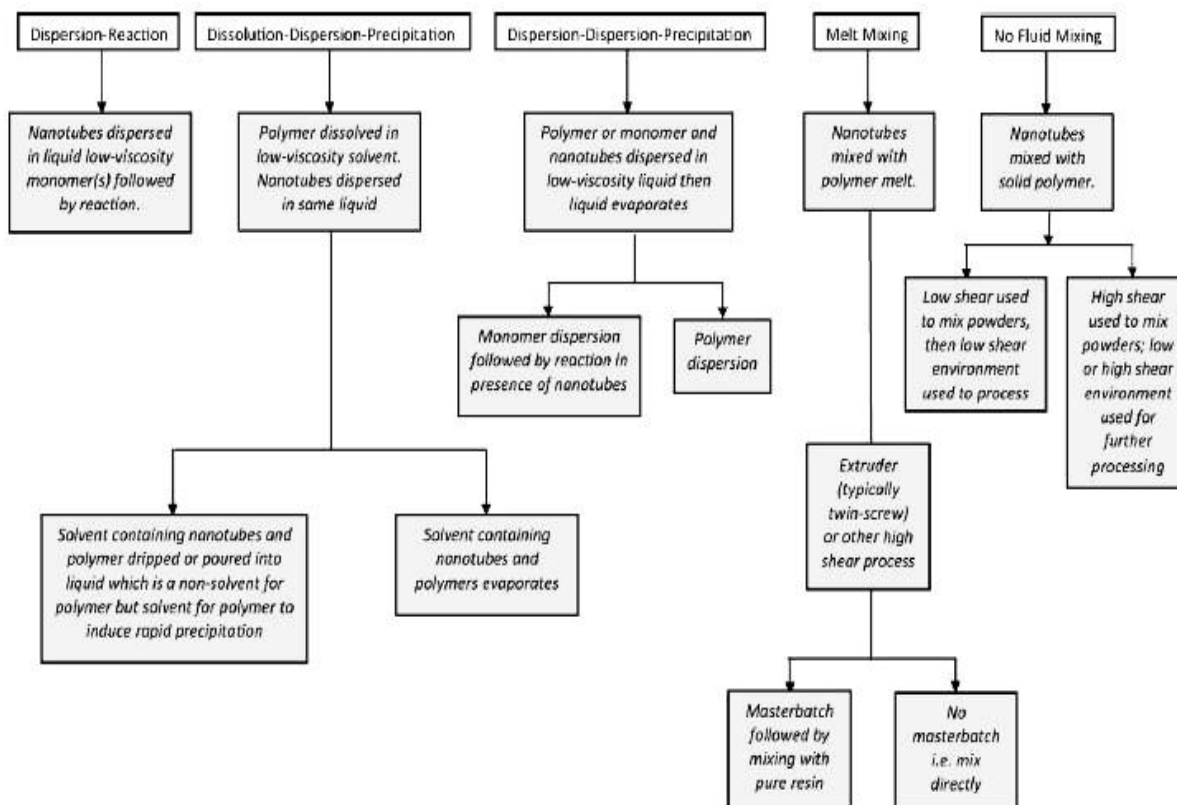 Dispersion-Reaction
Dissolution-Dispersion-Precipitation
Dispersion-Dispersion-Precipitation
Melt Mixing
No Fluid Mixing
Nanotubes dispersed
in liquid low-viscosity
monomer(s) followed
by reaction.
Polymer dissolved in
low-viscosity solvent.
Nanotubes dispersed
in same liquid
Polymer or monomer and
nanotubes dispersed in
low-viscosity liquid then
liquid evaporates
Nanotubes
mixed with
polymer melt.
Nanotubes
mixed with
solid polymer.
Monomer dispersion
followed by reaction in
presence of nanotubes
Polymer
dispersion
Low shear used
to mix powders,
then low shear
environment
used to process
High shear
used to mix
powders; low
or high shear
environment
used for
further
processing
Solvent containing nanotubes and
polymer dripped or poured into
liquid which is a non-solvent for
polymer but solvent for polymer to
induce rapid precipitation
Solvent containing
nanotubes and
polymers evaporates
Extruder
(typically
twin-screw)
or other high
shear process
Masterbatch
followed by
mixing with
pure resin
No
masterbatch
i.e. mix
directly